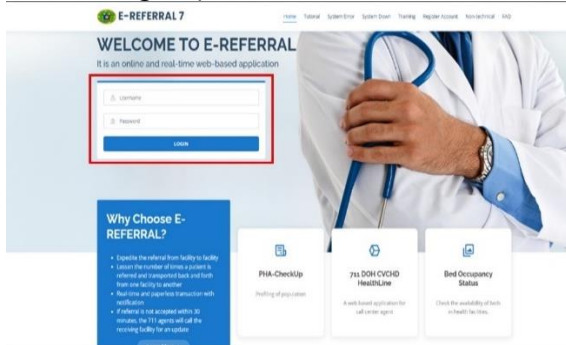 E-REFERRAL 7
Home Tutorial System Error System Down Training Register Account Non-technical FAQ
WELCOME TO E-REFERRAL
It is an online and real-time web-based application
Username
Password
LOGIN
Why Choose E-
REFERRAL?
Expedite the referral from facility to facility
Lessen the number of times a patient is
referred and transported back and forth
from one facility to another
Real-time and paperless transaction with
notification
If referral is not accepted within 30
minutes, the 711 agents will call the
receiving facility for an update
PHA-CheckUp
Profiling of population
711 DOH CVCHD
HealthLine
A web based application for
call center agent
Bed Occupancy
Status
Check the availability of beds
in health facilities.